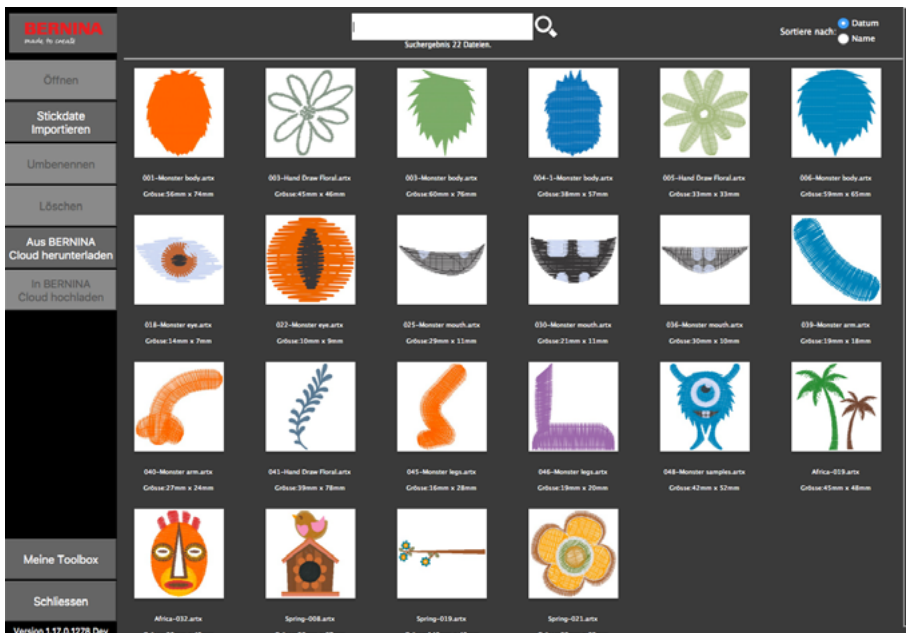 BERNINA
made to create
Suchergebnis 22 Dateien.
Sortiere nach:
Datum
Name
Öffnen
Stickdate
Importieren
Umbenennen
Löschen
Aus BERNINA
Cloud herunterladen
In BERNINA
Cloud hochladen
001-Monster body.artx
003-Hand Draw Floral.artx
003-Monster body.artx
004-1-Monster body.artx
005-Hand Draw Floral.artx
006-Monster body.artx
Grösse:56mm x 74mm
Grösse:45mm x 46mm
Grösse:60mm x 76mm
Grösse:38mm x 57mm
Grösse:33mm x 33mm
Grösse:59mm x 65mm
018-Monster eye.artx
022-Monster eye.artx
025-Monster mouth.artx
030-Monster mouth.artx
036-Monster mouth.artx
039-Monster arm.artx
Grösse:14mm x 7mm
Grösse:10mm x 9mm
Grösse:29mm x 11mm
Grösse:21mm x 11mm
Grösse:30mm x 10mm
Grösse:19mm x 18mm
040-Monster arm.artx
041-Hand Draw Floral.artx
045-Monster legs.artx
046-Monster legs.artx
048-Monster samples.artx
Africa-019.artx
Grösse:27mm x 24mm
Grösse:39mm x 78mm
Grösse:16mm x 28mm
Grösse:19mm x 20mm
Grösse:42mm x 52mm
Grösse:45mm x 48mm
Africa-032.artx
Spring-008.artx
Spring-019.artx
Spring-021.artx
Meine Toolbox
Schliessen
Version 1.17.0.1278 Dev